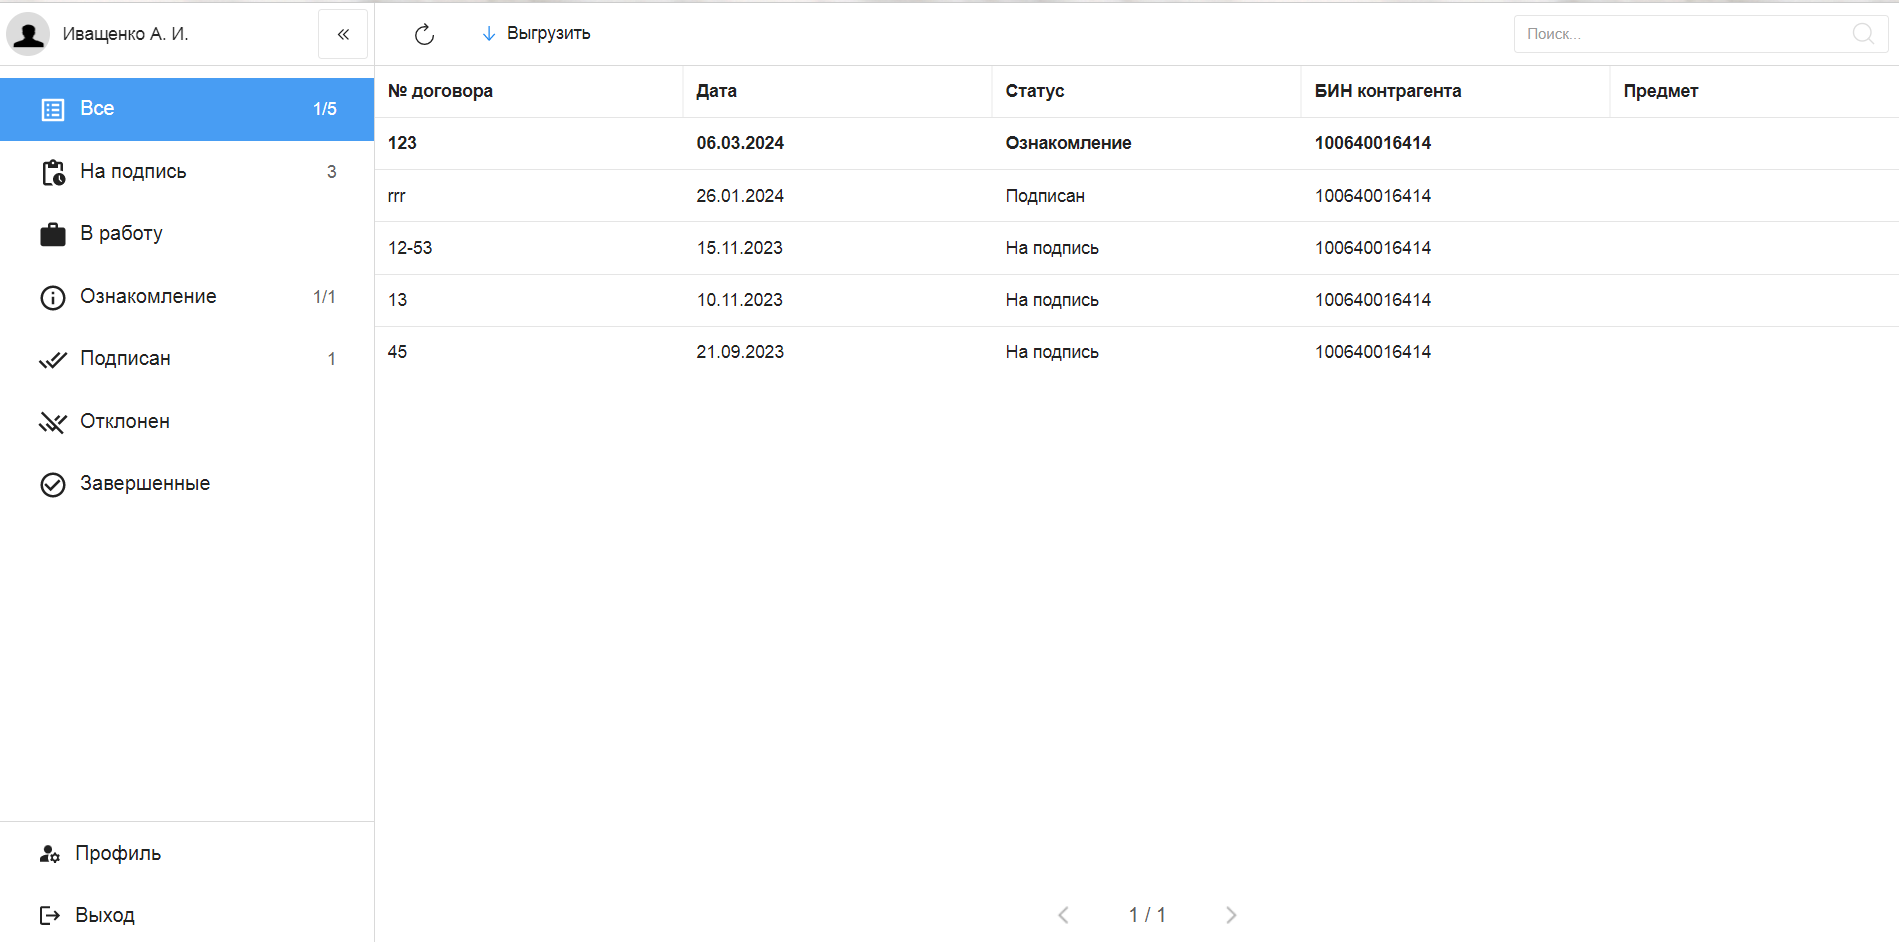 Иващенко А. И.
«
Выгрузить
Поиск...
Все 1/5
На подпись 3
В работу
Ознакомление 1/1
Подписан 1
Отклонен
Завершенные
Профиль
Выход
№ договора Дата Статус БИН контрагента Предмет
123 06.03.2024 Ознакомление 100640016414
rrr 26.01.2024 Подписан 100640016414
12-53 15.11.2023 На подпись 100640016414
13 10.11.2023 На подпись 100640016414
45 21.09.2023 На подпись 100640016414
1 / 1